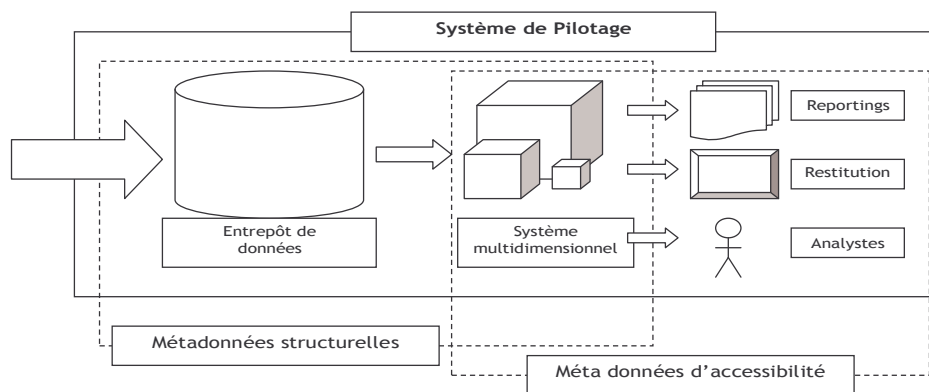 Système de Pilotage
Reportings
Restitution
Entrepôt de
données
Système
multidimensionnel
Analystes
Métadonnées structurelles
Méta données d’accessibilité